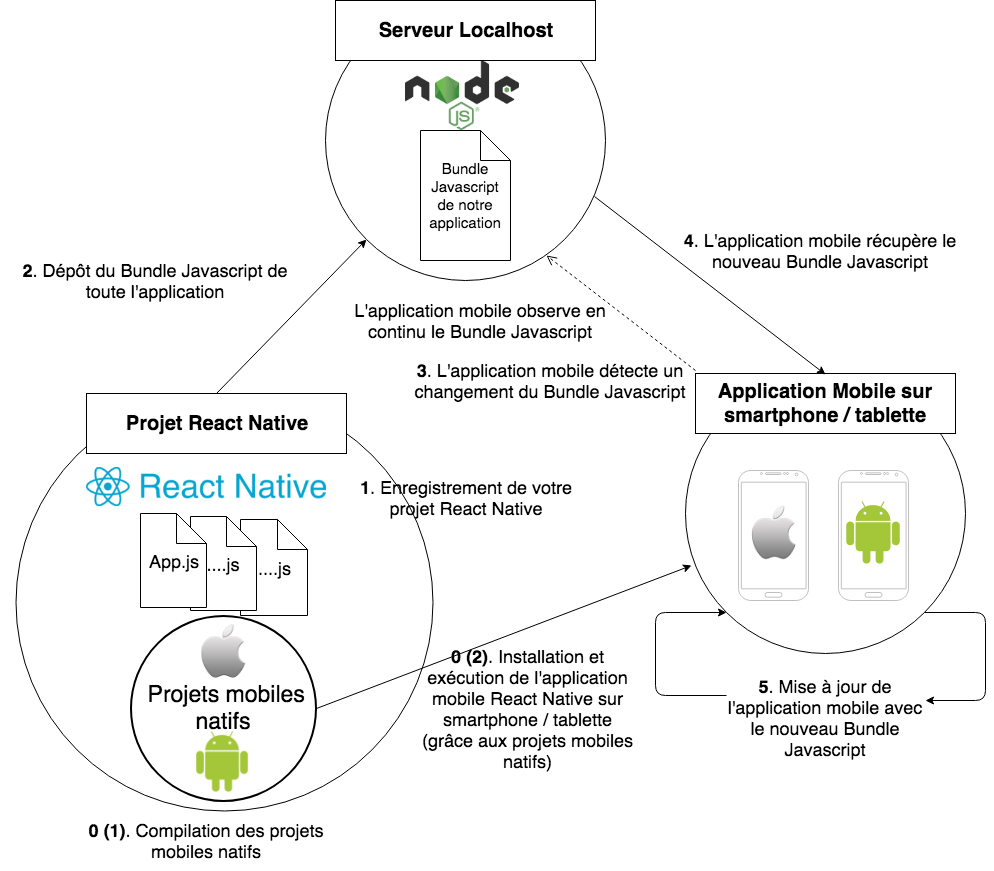 Serveur Localhost
node
JS
Bundle
Javascript
de notre
application
4. L'application mobile récupère le
nouveau Bundle Javascript
2. Dépôt du Bundle Javascript de
toute l'application
L'application mobile observe en
continu le Bundle Javascript
3. L'application mobile détecte un
changement du Bundle Javascript
Application Mobile sur
smartphone / tablette
Projet React Native
React Native
1. Enregistrement de votre
projet React Native
App.js
....js
....js
Projets mobiles
natifs
0 (2). Installation et
exécution de l'application
mobile React Native sur
smartphone / tablette
(grâce aux projets mobiles
natifs)
5. Mise à jour de
l'application mobile avec
le nouveau Bundle
Javascript
0 (1). Compilation des projets
mobiles natifs